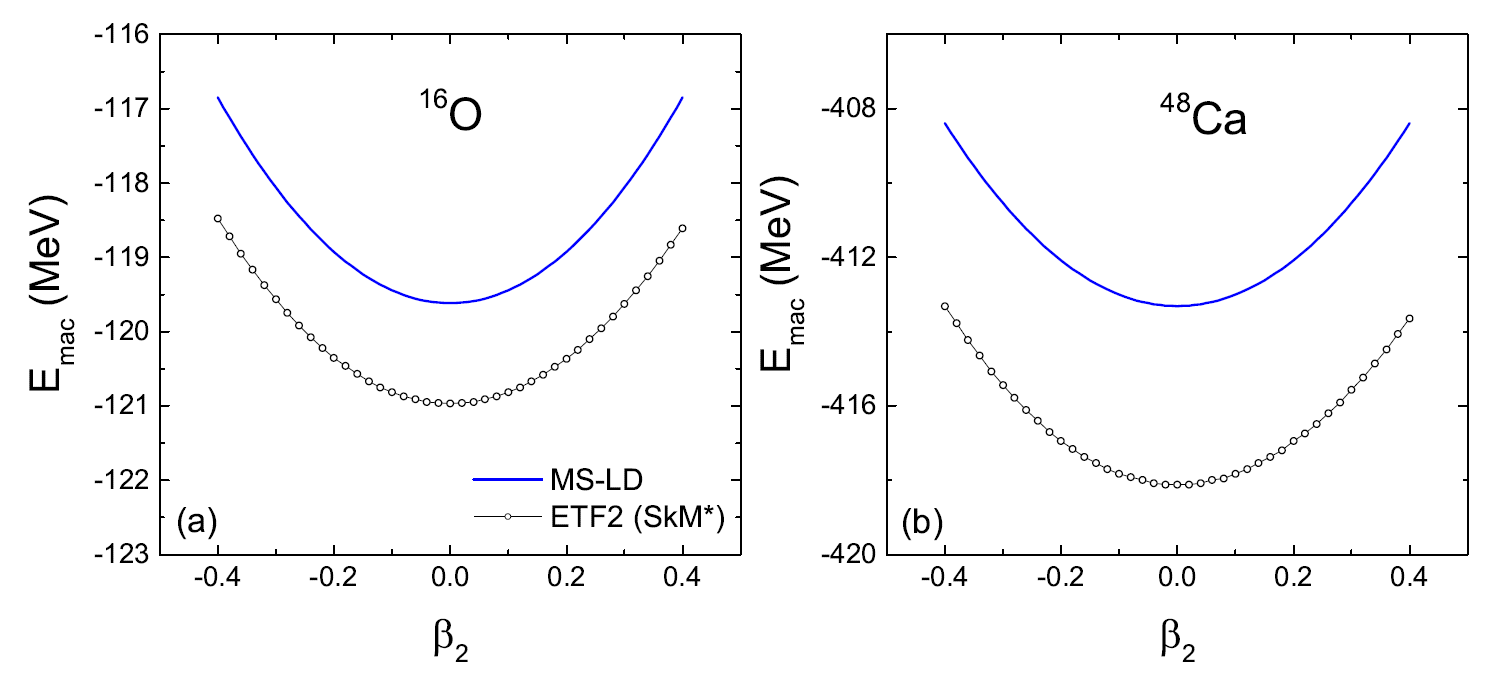 -116
-117
-118
-119
-120
-121
-122
-123
E_mac (MeV)
^16O
MS-LD
ETF2 (SkM*)
(a)
-0.4 -0.2 0.0 0.2 0.4
β_2
-408
-412
-416
-420
E_mac (MeV)
^48Ca
(b)
-0.4 -0.2 0.0 0.2 0.4
β_2